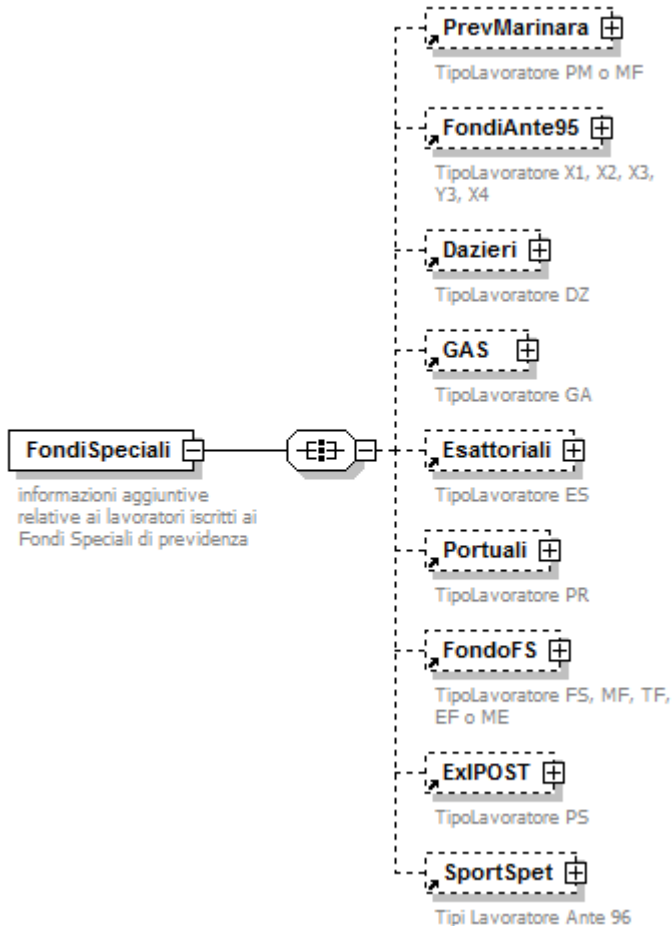 PrevMarinara
TipoLavoratore PM o MF
FondiAnte95
TipoLavoratore X1, X2, X3,
Y3, X4
Dazieri
TipoLavoratore DZ
GAS
TipoLavoratore GA
FondiSpeciali
informazioni aggiuntive
relative ai lavoratori iscritti ai
Fondi Speciali di previdenza
Esattoriali
TipoLavoratore ES
Portuali
TipoLavoratore PR
FondoFS
TipoLavoratore FS, MF, TF,
EF o ME
ExIPOST
TipoLavoratore PS
SportSpet
Tipi Lavoratore Ante 96